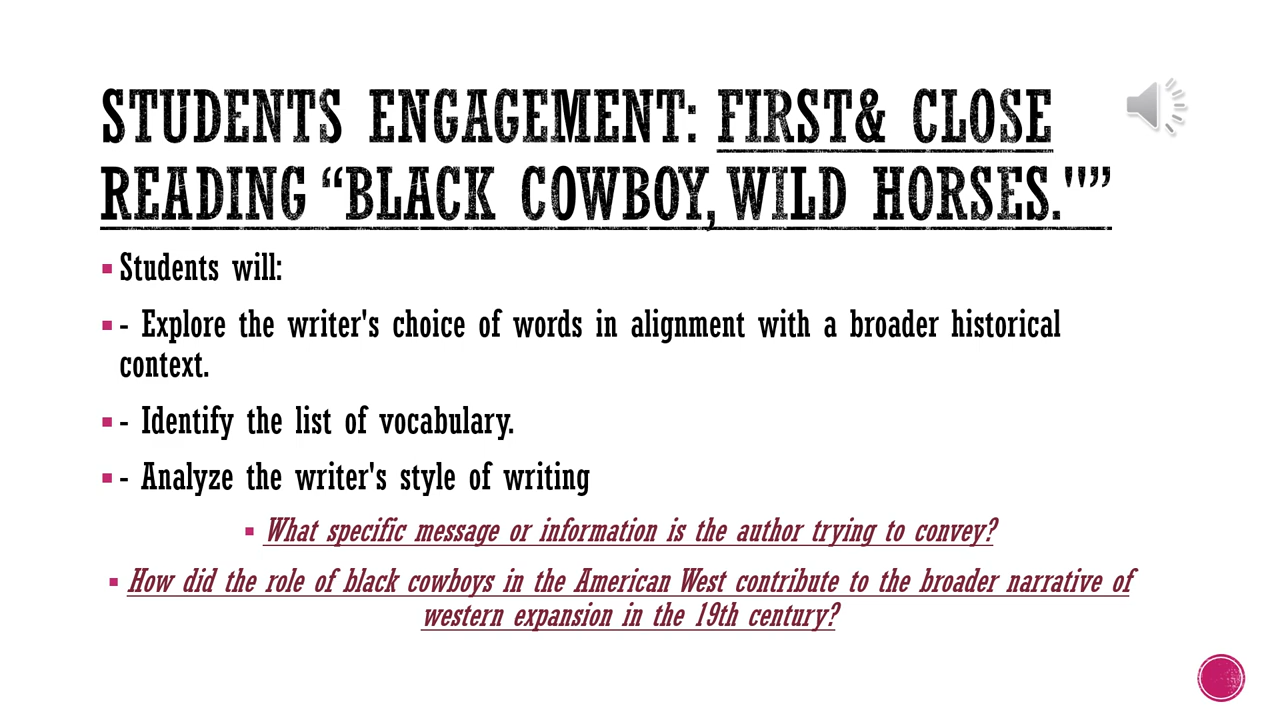 STUDENTS ENGAGEMENT: FIRST& CLOSE
READING “BLACK COWBOY, WILD HORSES."”
Students will:
- Explore the writer's choice of words in alignment with a broader historical
context.
- Identify the list of vocabulary.
- Analyze the writer's style of writing
What specific message or information is the author trying to convey?
How did the role of black cowboys in the American West contribute to the broader narrative of
western expansion in the 19th century?